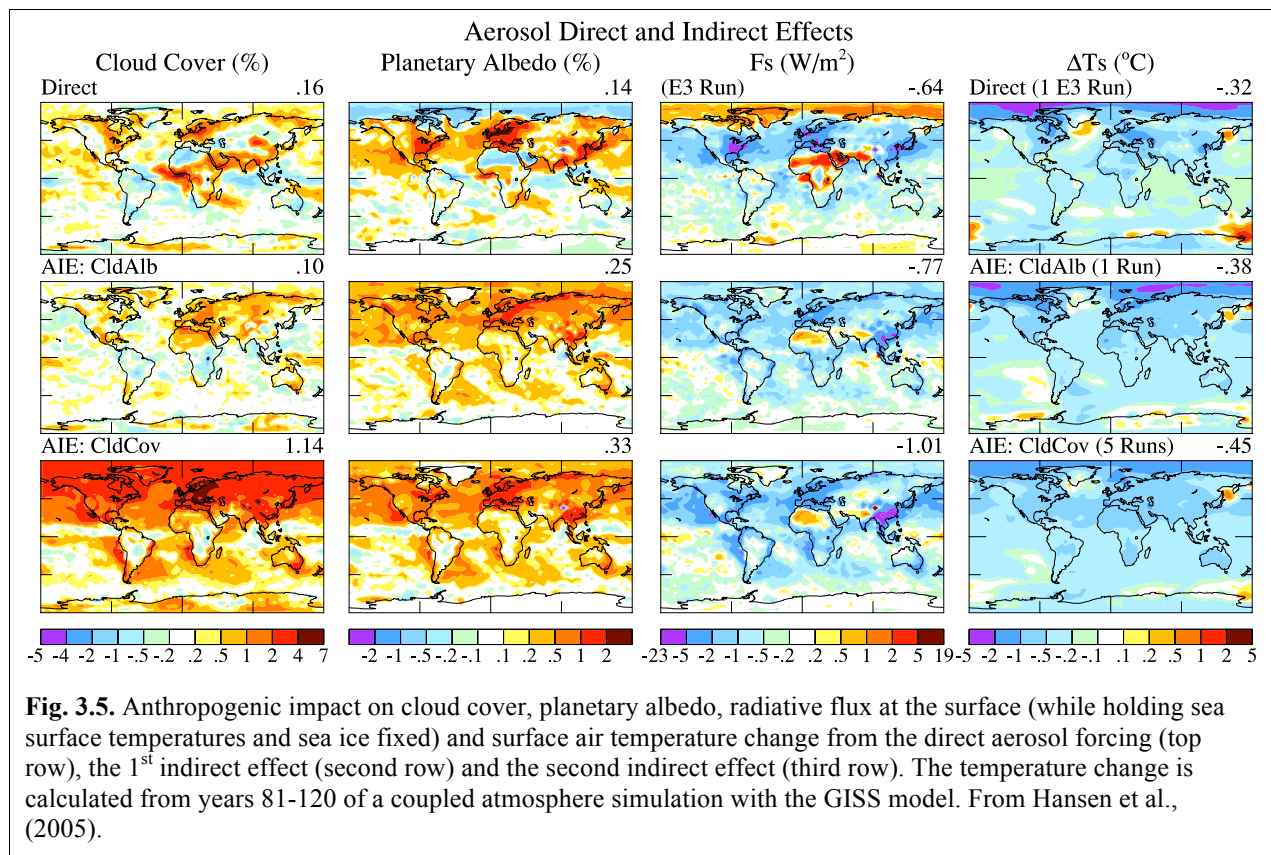 Aerosol Direct and Indirect Effects
Cloud Cover (%) Planetary Albedo (%) Fs (W/m²) ΔTs (°C)
Direct .16 .14 (E3 Run) -.64 Direct (1 E3 Run) -.32
AIE: CldAlb .10 .25 -.77 AIE: CldAlb (1 Run) -.38
AIE: CldCov 1.14 .33 -1.01 AIE: CldCov (5 Runs) -.45
-5 -4 -2 -1 -.5 -.2 .2 .5 1 2 4 7 -2 -1 -.5 -.2 -.1 .1 .2 .5 1 2 -23 -5 -2 -1 -.5 -.2 .2 .5 1 2 5 19 -5 -2 -1 -.5 -.2 -.1 .1 .2 .5 1 2 5
Fig. 3.5. Anthropogenic impact on cloud cover, planetary albedo, radiative flux at the surface (while holding sea
surface temperatures and sea ice fixed) and surface air temperature change from the direct aerosol forcing (top
row), the 1st indirect effect (second row) and the second indirect effect (third row). The temperature change is
calculated from years 81-120 of a coupled atmosphere simulation with the GISS model. From Hansen et al.,
(2005).